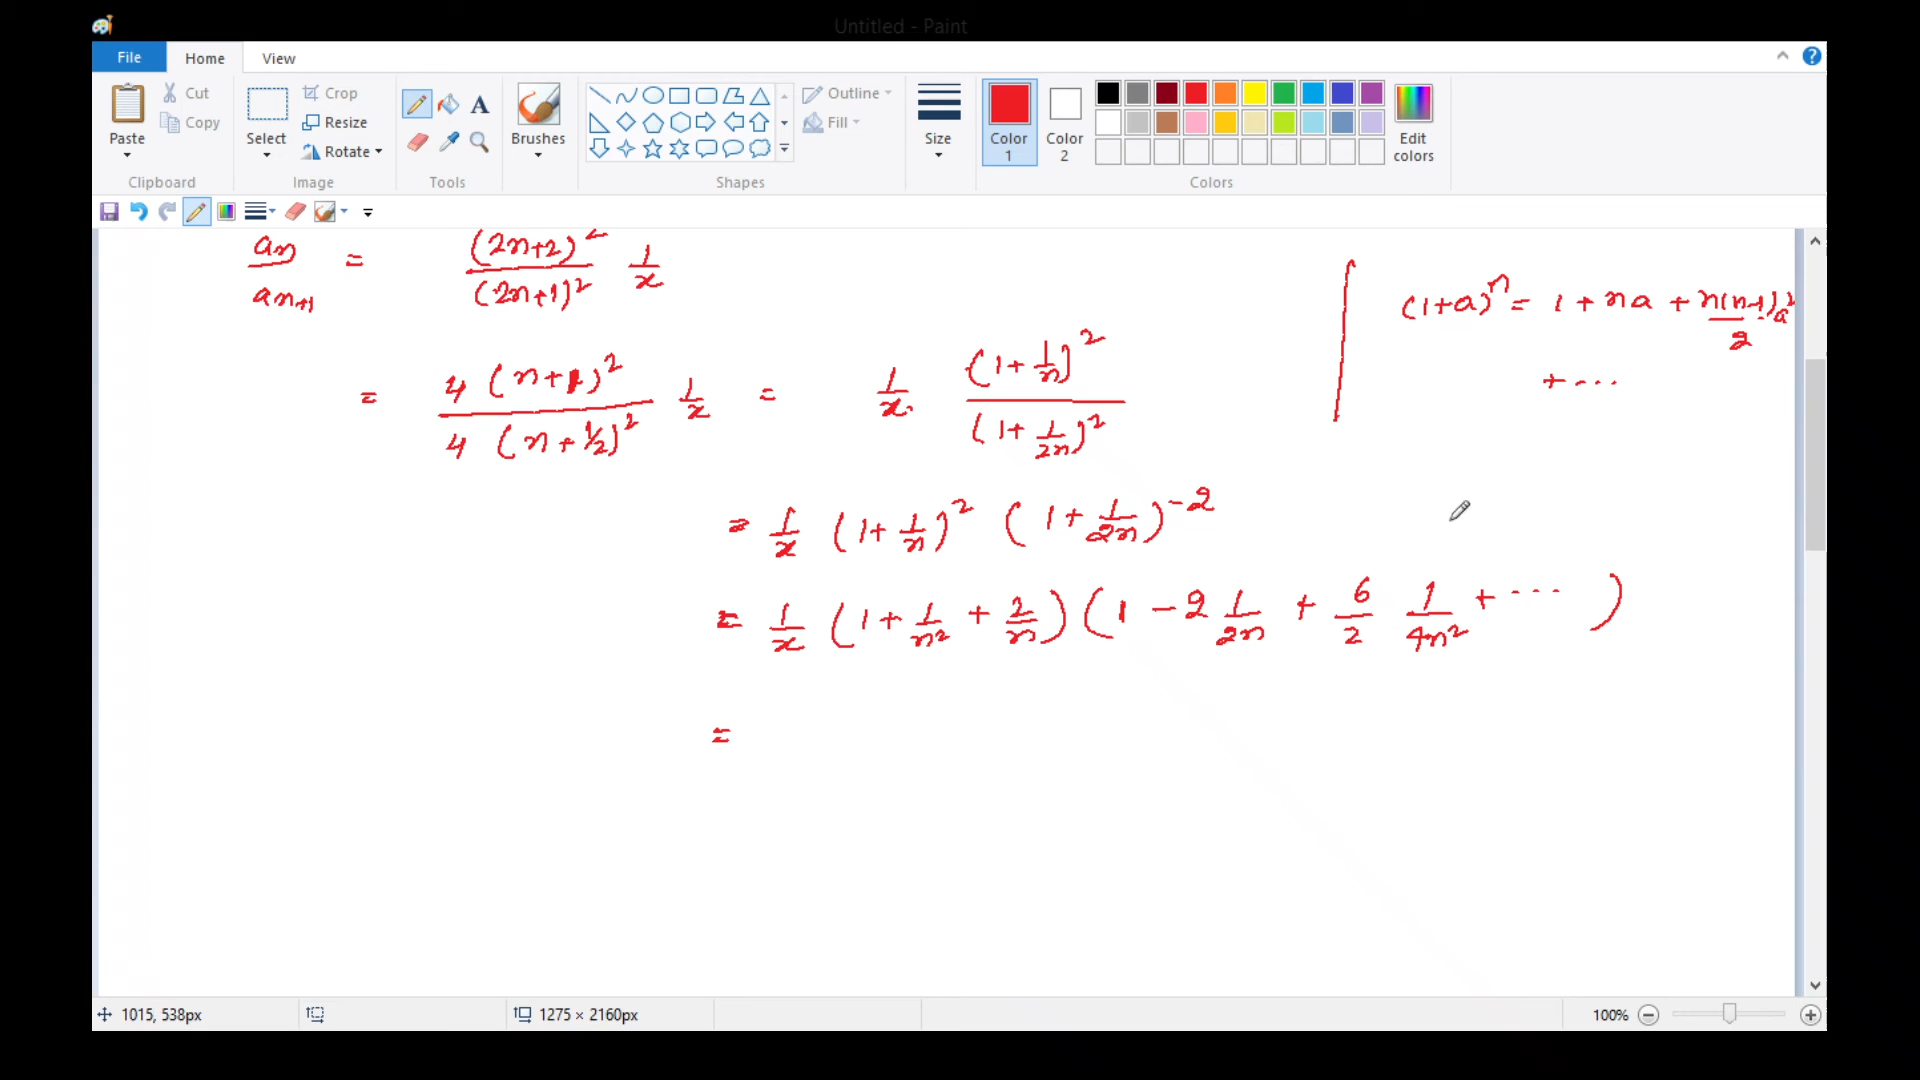 Untitled - Paint
File Home View
Paste Cut Copy Clipboard
Select Crop Resize Rotate Image
A Tools
Brushes
Outline Fill Shapes
Size
Color 1 Color 2 Edit colors Colors
an/an+1 = (2n+2)²/(2n+1)² 1/x
(1+a)ⁿ = 1 + na + n(n-1)/2 a² + ...
= 4(n+1)²/4(n+½)² 1/x = 1/x. (1+1/n)²/(1+1/2n)²
= 1/x (1+1/n)² (1+1/2n)⁻²
= 1/x (1+1/n²+2/n)(1-2 1/2n + 6/2 1/4n² + ....)
=
1015, 538px 1275 × 2160px 100%